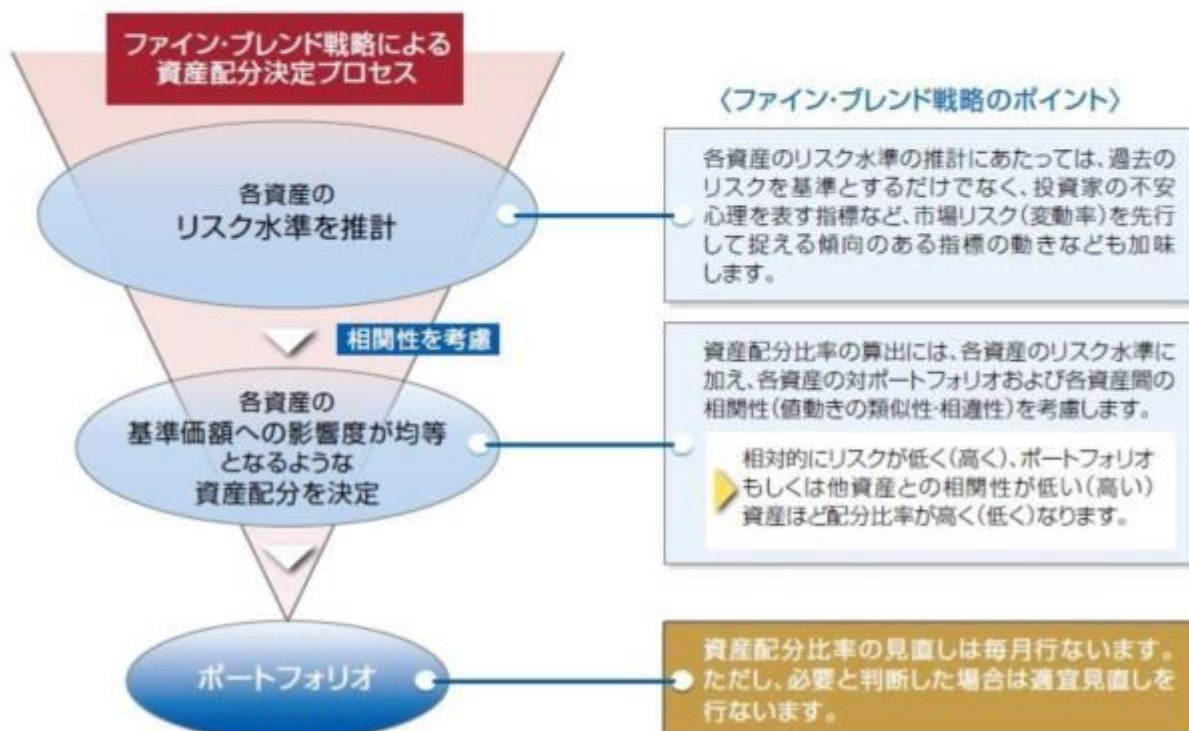 ファイン・ブレンド戦略による
資産配分決定プロセス
〈ファイン・ブレンド戦略のポイント〉
各資産の
リスク水準を推計
各資産のリスク水準の推計にあたっては、過去の
リスクを基準とするだけでなく、投資家の不安
心理を表す指標など、市場リスク(変動率)を先行
して捉える傾向のある指標の動きなども加味
します。
相関性を考慮
各資産の
基準価額への影響度が均等
となるような
資産配分を決定
資産配分比率の算出には、各資産のリスク水準に
加え、各資産の対ポートフォリオおよび各資産間の
相関性(値動きの類似性・相違性)を考慮します。
相対的にリスクが低く(高く)、ポートフォリオ
もしくは他資産との相関性が低い(高い)
資産ほど配分比率が高く(低く)なります。
ポートフォリオ
資産配分比率の見直しは毎月行ないます。
ただし、必要と判断した場合は適宜見直しを
行ないます。